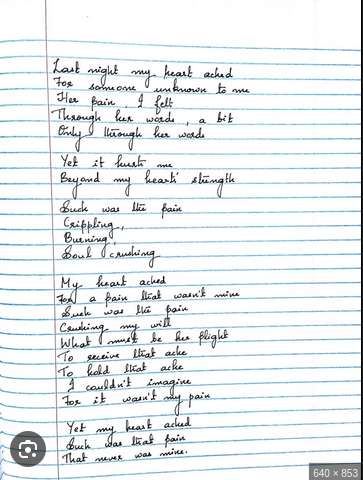 Last night my heart ached
For someone unknown to me
Her pain, I felt
Through her words, a bit
Only through her words
Yet it hurts me
Beyond my heart's strength
Such was the pain
Crippling,
Burning,
Soul crushing
My heart ached
For a pain that wasn't mine
Such was the pain
Crushing my will
What must be her plight
To receive that ache
To hold that ache
I couldn't imagine
For it wasn't my pain
Yet my heart ached
Such was that pain
That never was mine.
640 × 853